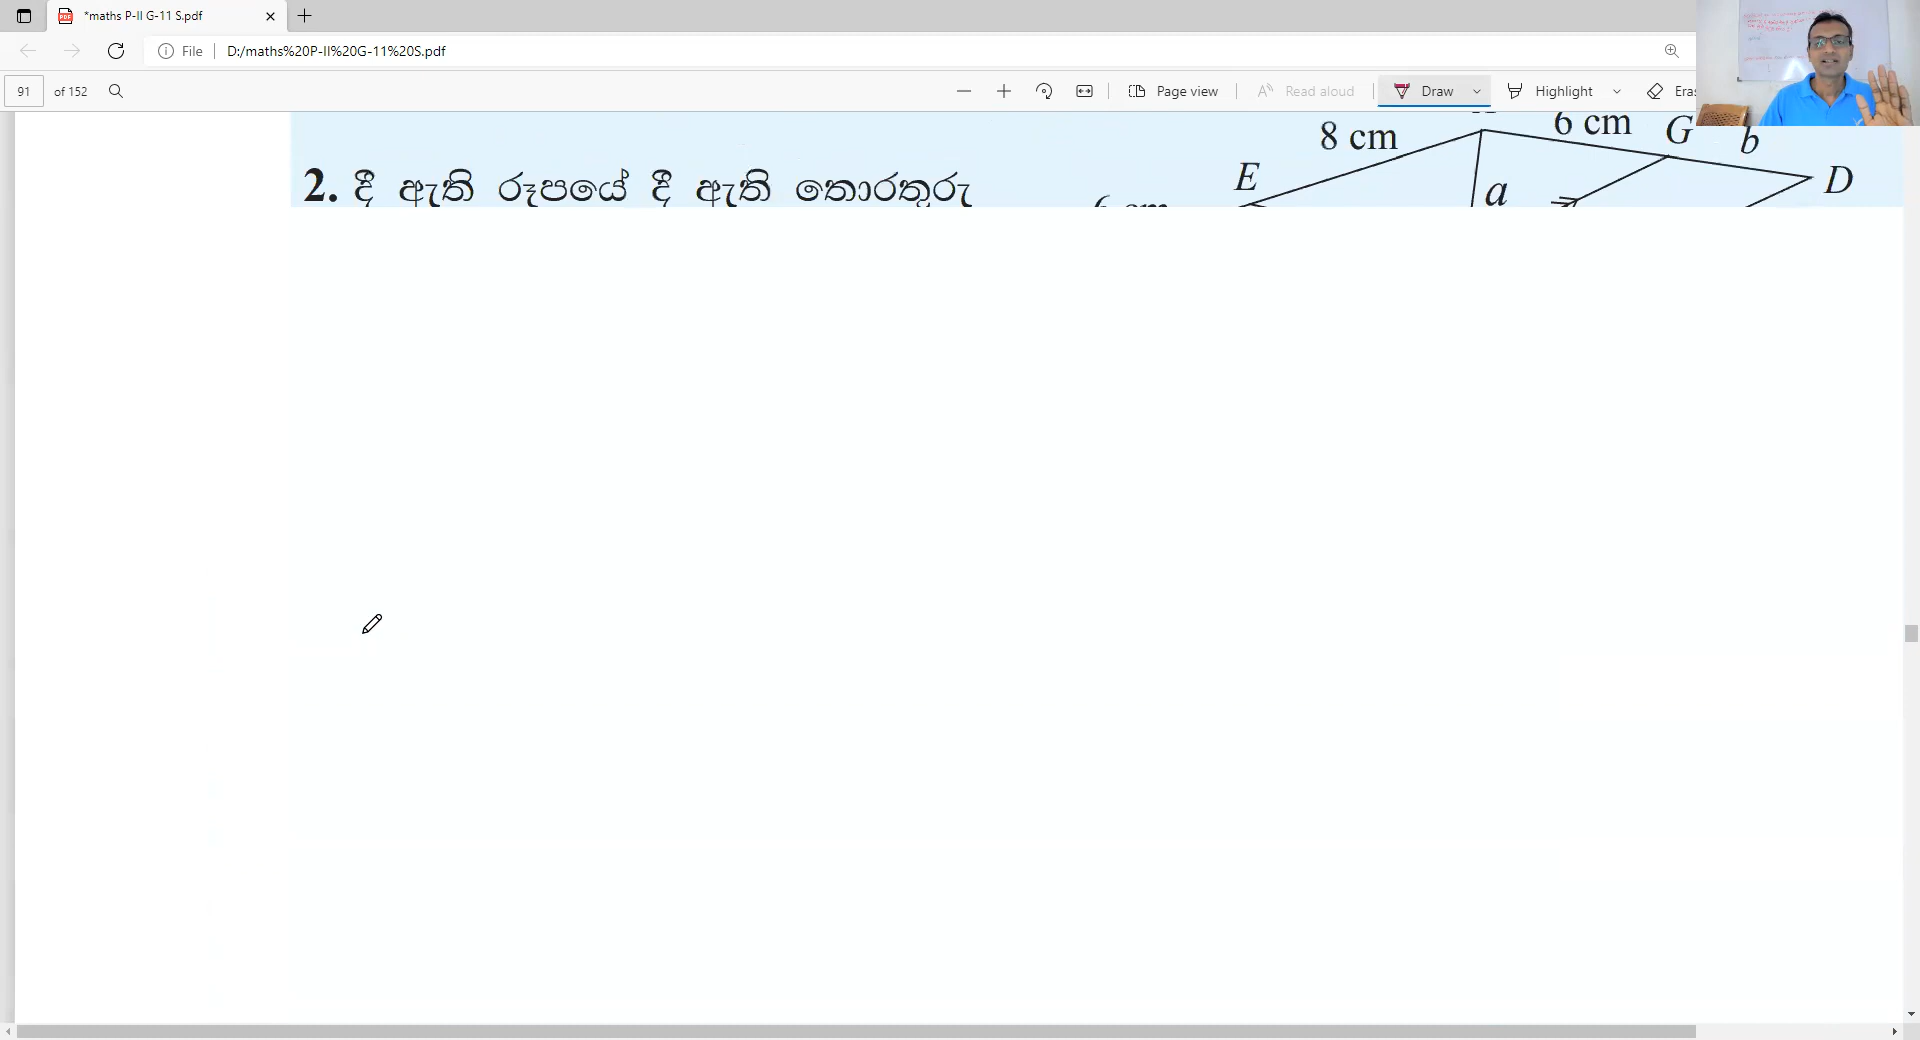 *maths P-II G-11 S.pdf
File D:/maths%20P-II%20G-11%20S.pdf
91 of 152 Page view Read aloud Draw Highlight
8 cm 6 cm G b
E D
2. දී ඇති රූපයේ දී ඇති තොරතුරු a